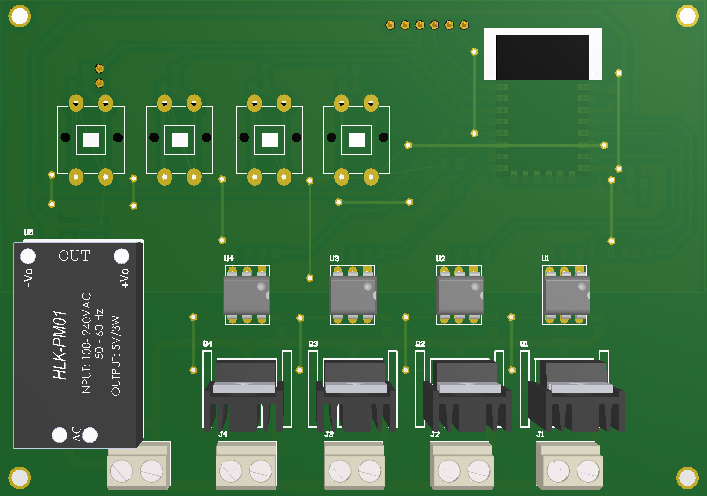 U5
OUT
-Vo
+Vo
HLK-PM01
INPUT: 100- 240VAC
50 - 60 Hz
OUTPUT: 5V/3W
AC
U4
U3
U2
U1
Q4
Q3
Q2
Q1
J4
J3
J2
J1